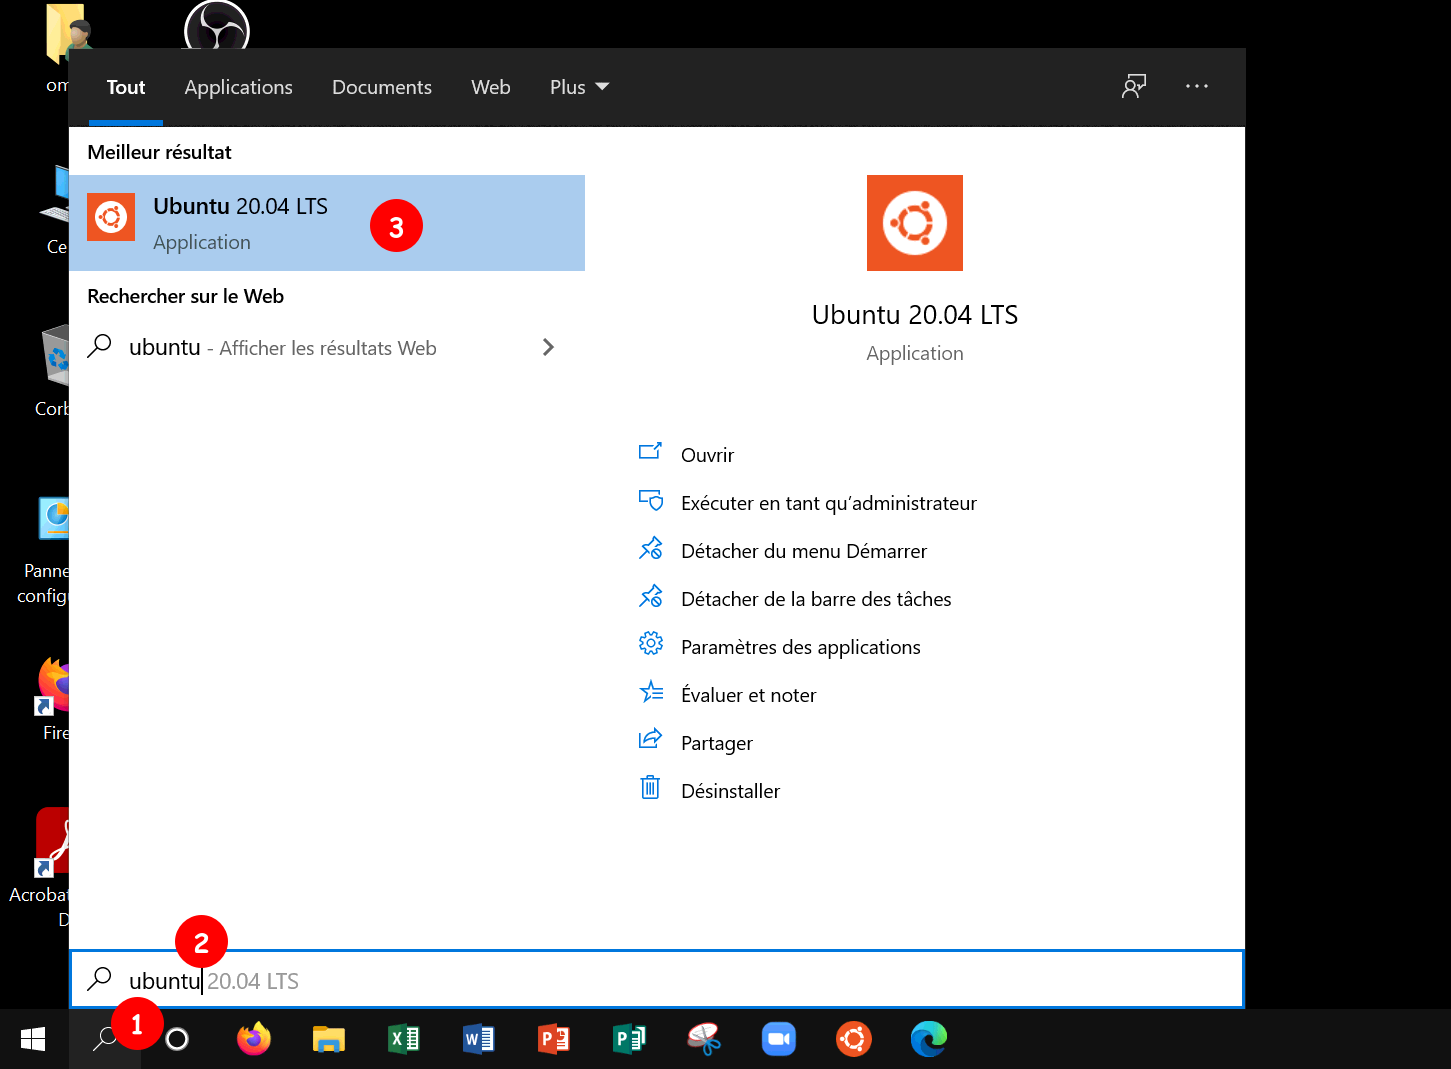 om
Tout Applications Documents Web Plus
Meilleur résultat
Ubuntu 20.04 LTS
Application
3
Rechercher sur le Web
ubuntu - Afficher les résultats Web
Ubuntu 20.04 LTS
Application
Ouvrir
Exécuter en tant qu’administrateur
Détacher du menu Démarrer
Détacher de la barre des tâches
Paramètres des applications
Évaluer et noter
Partager
Désinstaller
Ce
Corb
Panne
config
Fire
Acrobat
D
2
ubuntu 20.04 LTS
1